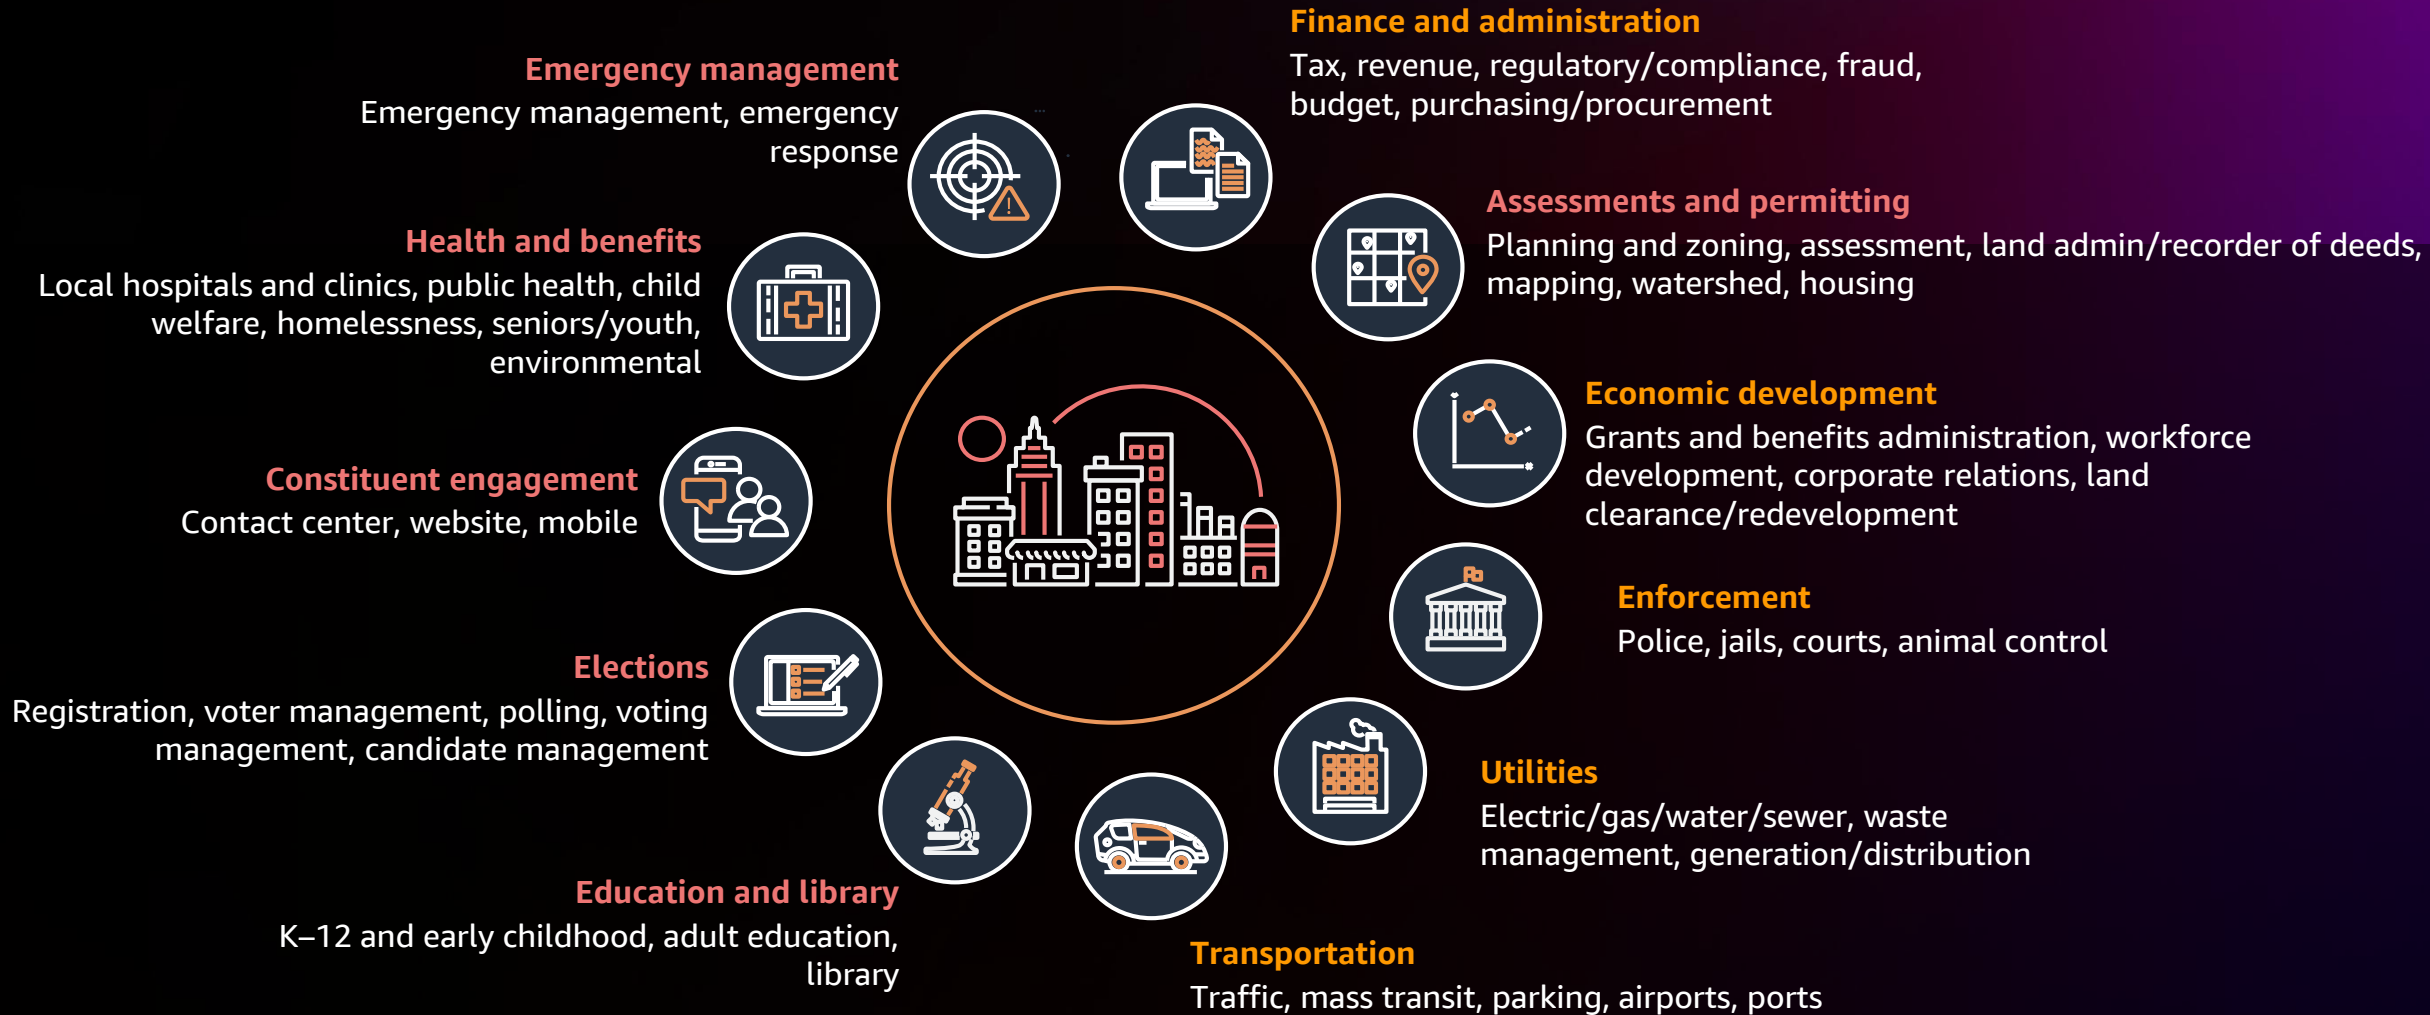 Finance and administration
Tax, revenue, regulatory/compliance, fraud,
budget, purchasing/procurement
Emergency management
Emergency management, emergency
response
Assessments and permitting
Planning and zoning, assessment, land admin/recorder of deeds,
mapping, watershed, housing
Health and benefits
Local hospitals and clinics, public health, child
welfare, homelessness, seniors/youth,
environmental
Economic development
Grants and benefits administration, workforce
development, corporate relations, land
clearance/redevelopment
Constituent engagement
Contact center, website, mobile
Enforcement
Police, jails, courts, animal control
Elections
Registration, voter management, polling, voting
management, candidate management
Utilities
Electric/gas/water/sewer, waste
management, generation/distribution
Education and library
K–12 and early childhood, adult education,
library
Transportation
Traffic, mass transit, parking, airports, ports